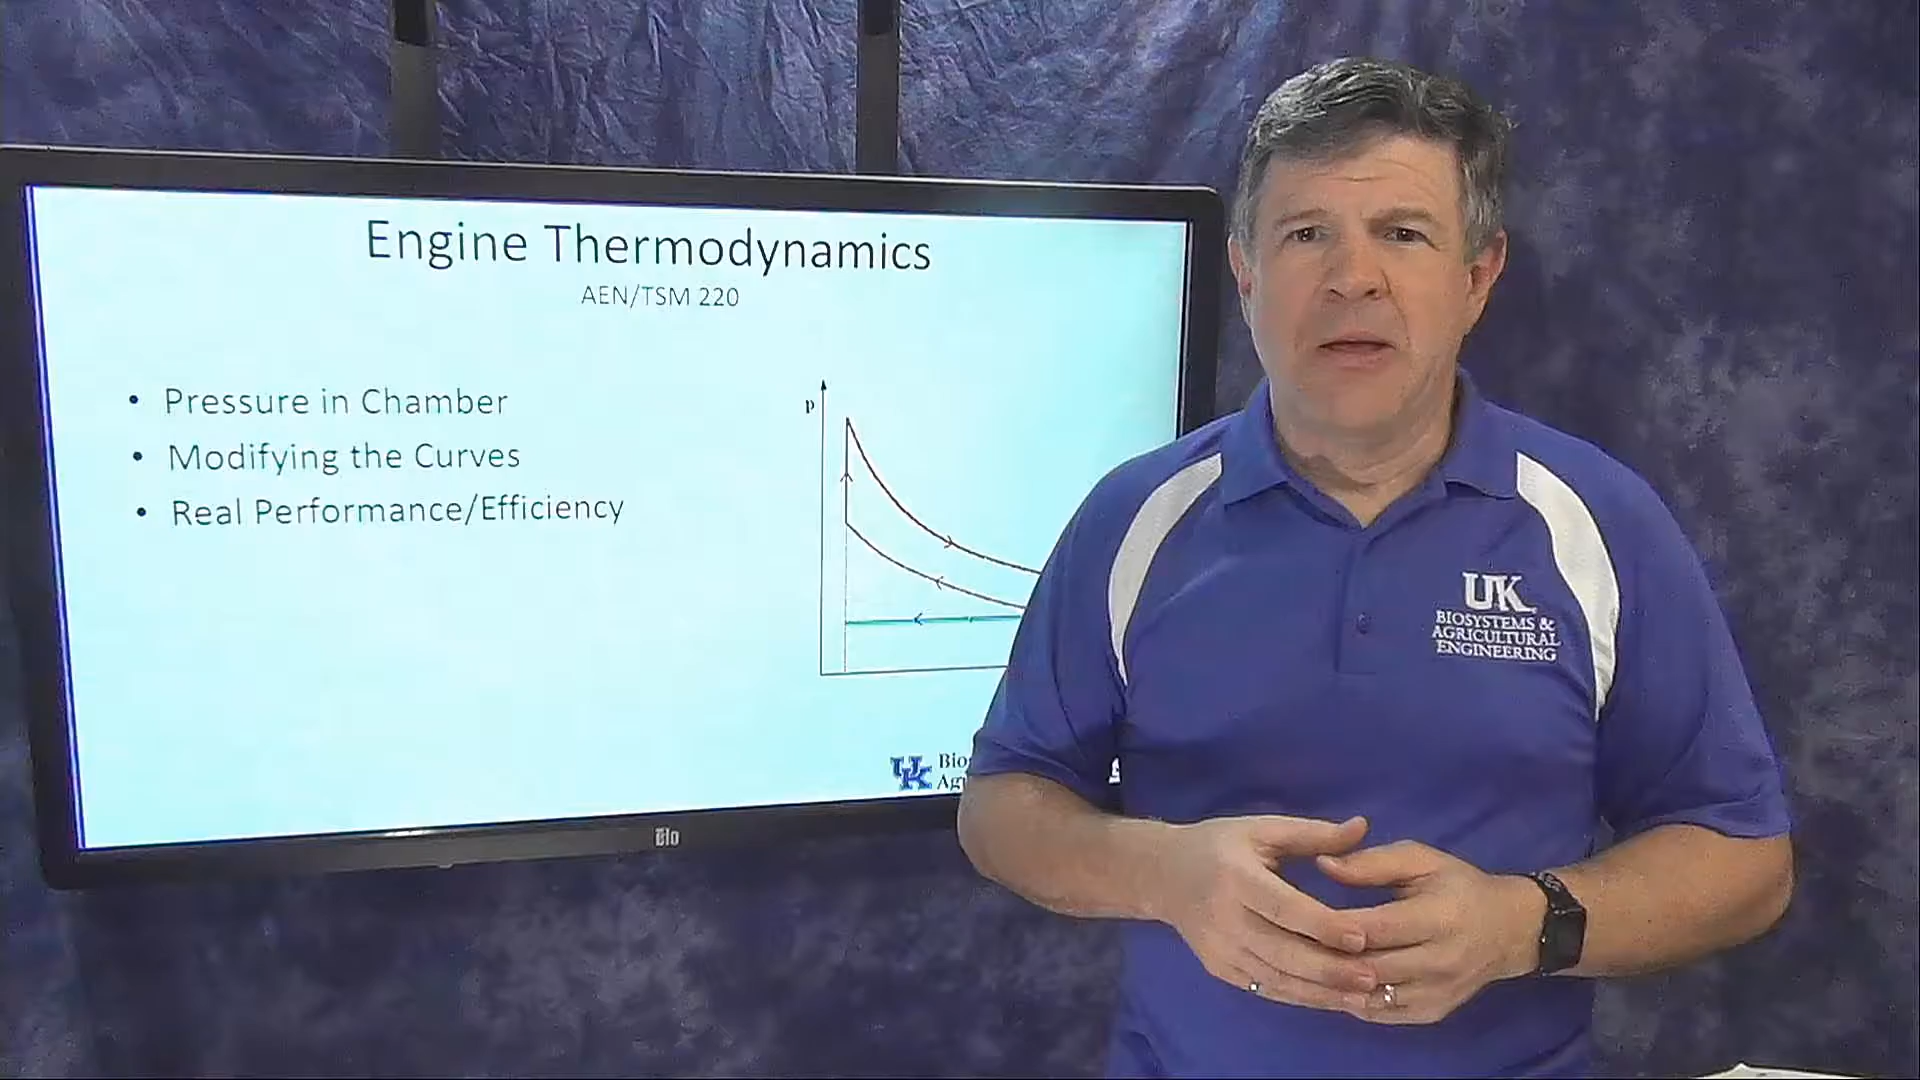 Engine Thermodynamics
AEN/TSM 220
• Pressure in Chamber
• Modifying the Curves
• Real Performance/Efficiency
p
UK
BIOSYSTEMS &
AGRICULTURAL
ENGINEERING
UK
elo